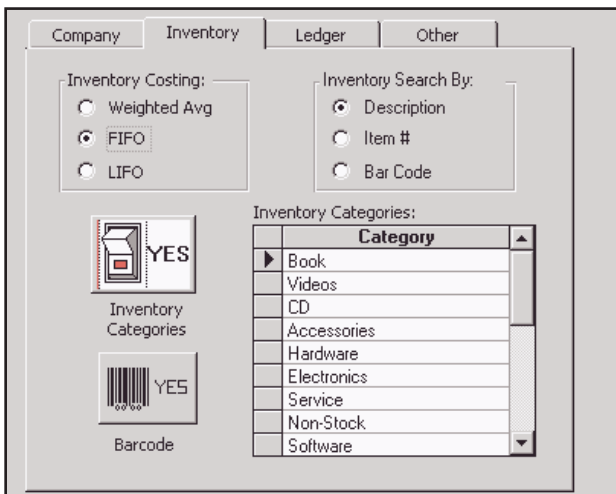 Company Inventory Ledger Other
Inventory Costing:
Weighted Avg
FIFO
LIFO
Inventory Search By:
Description
Item #
Bar Code
YES
Inventory
Categories
YES
Barcode
Inventory Categories:
Category
Book
Videos
CD
Accessories
Hardware
Electronics
Service
Non-Stock
Software